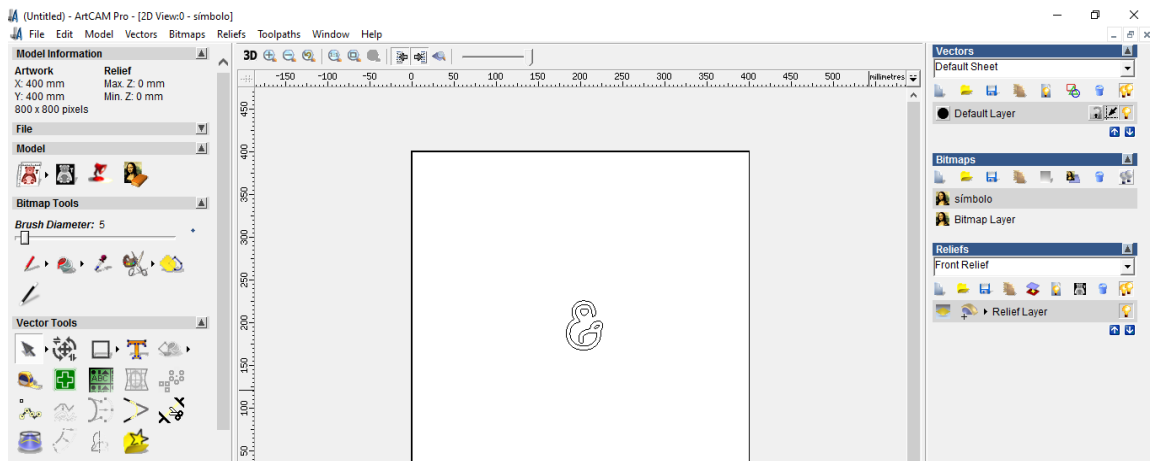 (Untitled) - ArtCAM Pro - [2D View:0 - símbolo]
File Edit Model Vectors Bitmaps Reliefs Toolpaths Window Help
Model Information
Artwork Relief
X: 400 mm Max. Z: 0 mm
Y: 400 mm Min. Z: 0 mm
800 x 800 pixels
File
Model
Bitmap Tools
Brush Diameter: 5
Vector Tools
ABC
3D
-150 -100 -50 0 50 100 150 200 250 300 350 400 450 500 millimetres
450
400
350
300
250
200
150
100
50
&
Vectors
Default Sheet
Default Layer
Bitmaps
símbolo
Bitmap Layer
Reliefs
Front Relief
Relief Layer